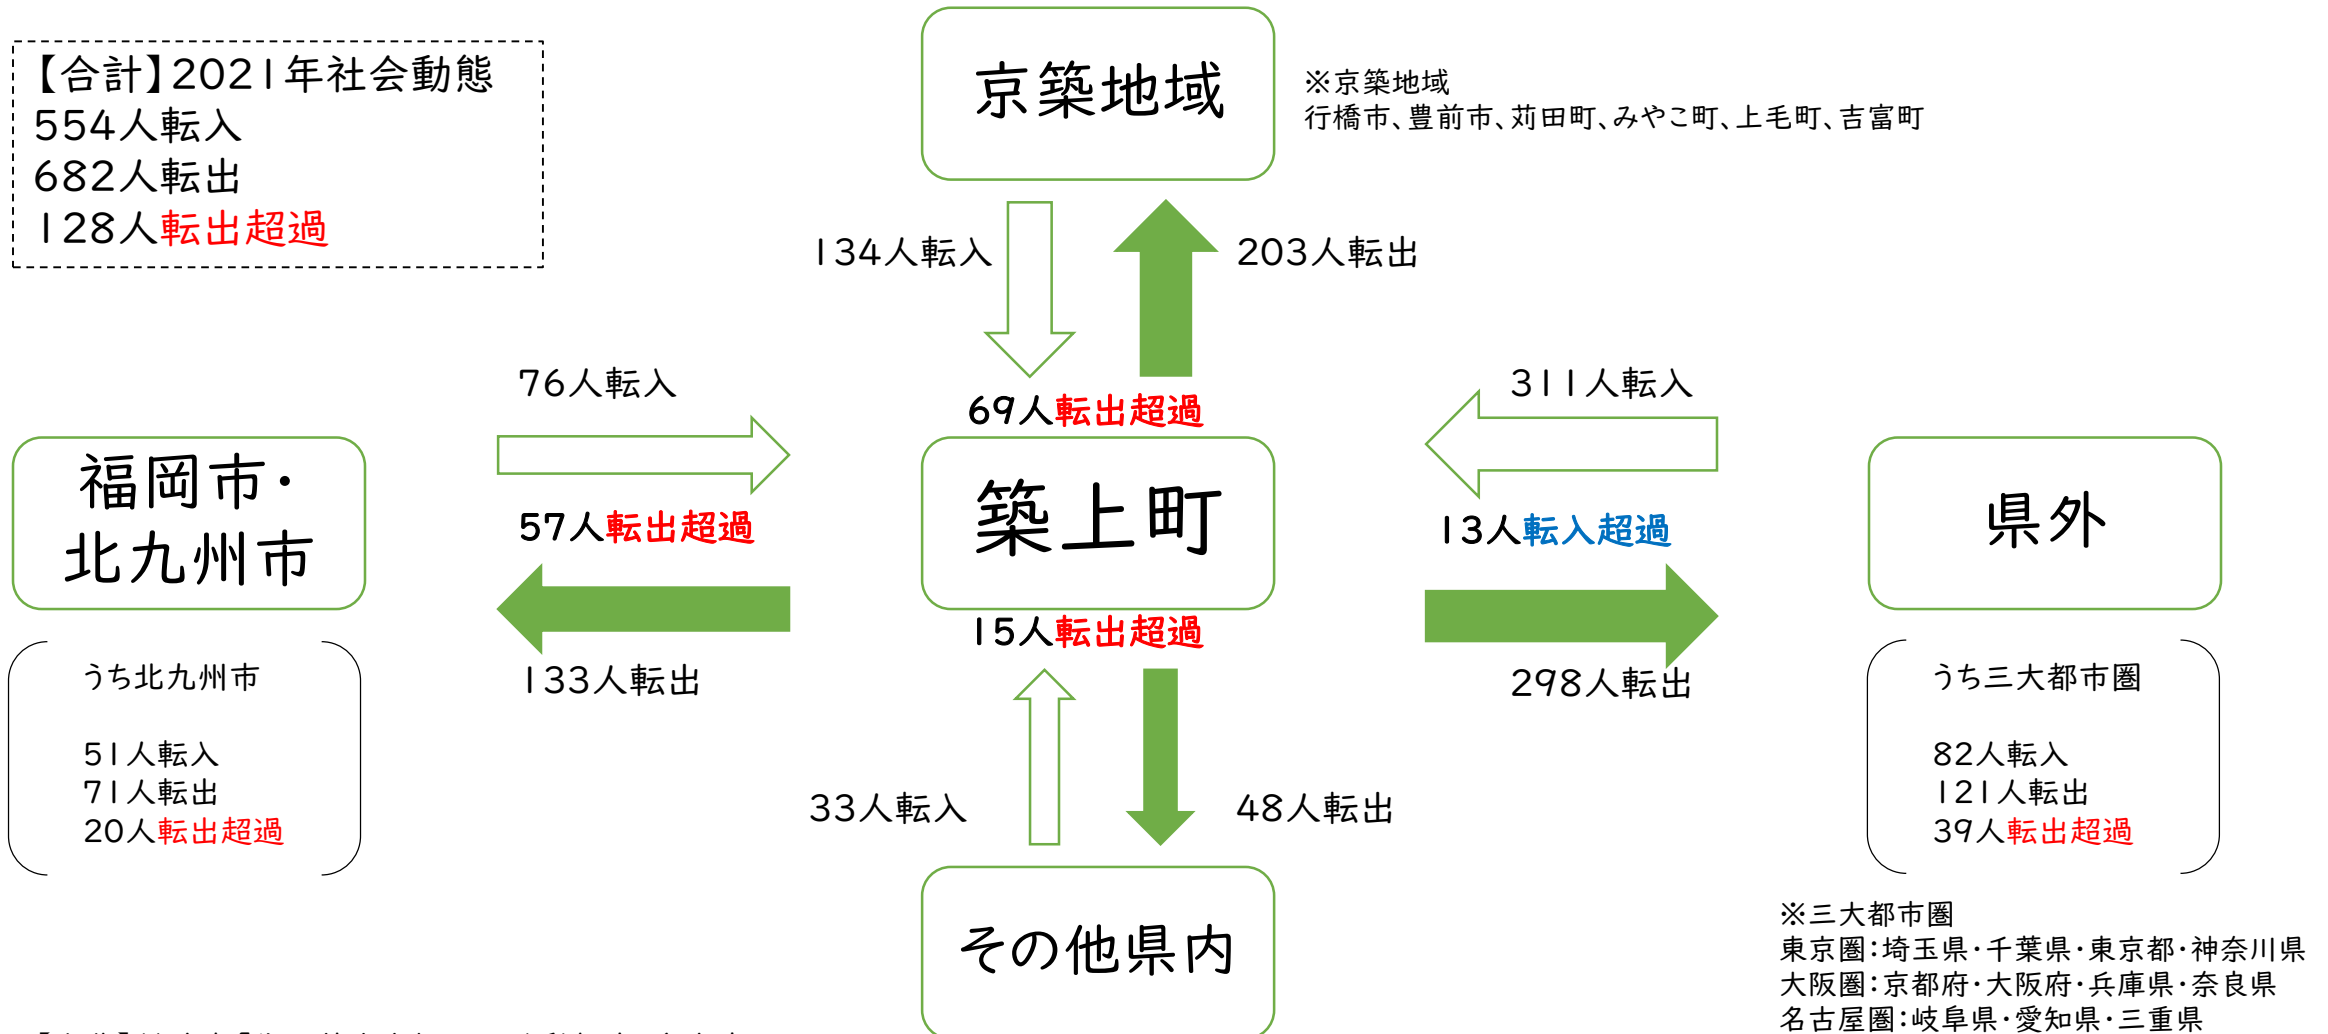 【合計】2021年社会動態
554人転入
682人転出
128人転出超過
京築地域
※京築地域
行橋市、豊前市、苅田町、みやこ町、上毛町、吉富町
134人転入
203人転出
69人転出超過
76人転入
57人転出超過
133人転出
311人転入
13人転入超過
298人転出
福岡市・
北九州市
築上町
県外
15人転出超過
33人転入
48人転出
うち北九州市
51人転入
71人転出
20人転出超過
うち三大都市圏
82人転入
121人転出
39人転出超過
その他県内
※三大都市圏
東京圏:埼玉県・千葉県・東京都・神奈川県
大阪圏:京都府・大阪府・兵庫県・奈良県
名古屋圏:岐阜県・愛知県・三重県